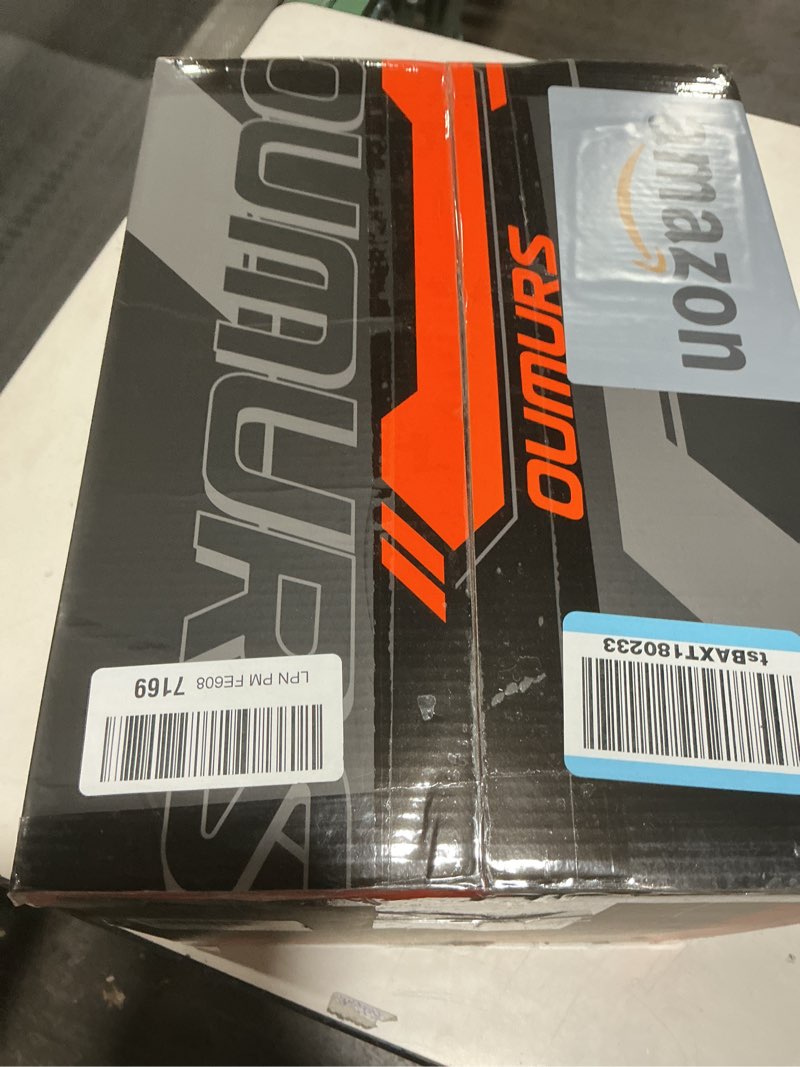 OUMURS
OUMURS
amazon
LPN PM FE608 7169
tsBAXT180233